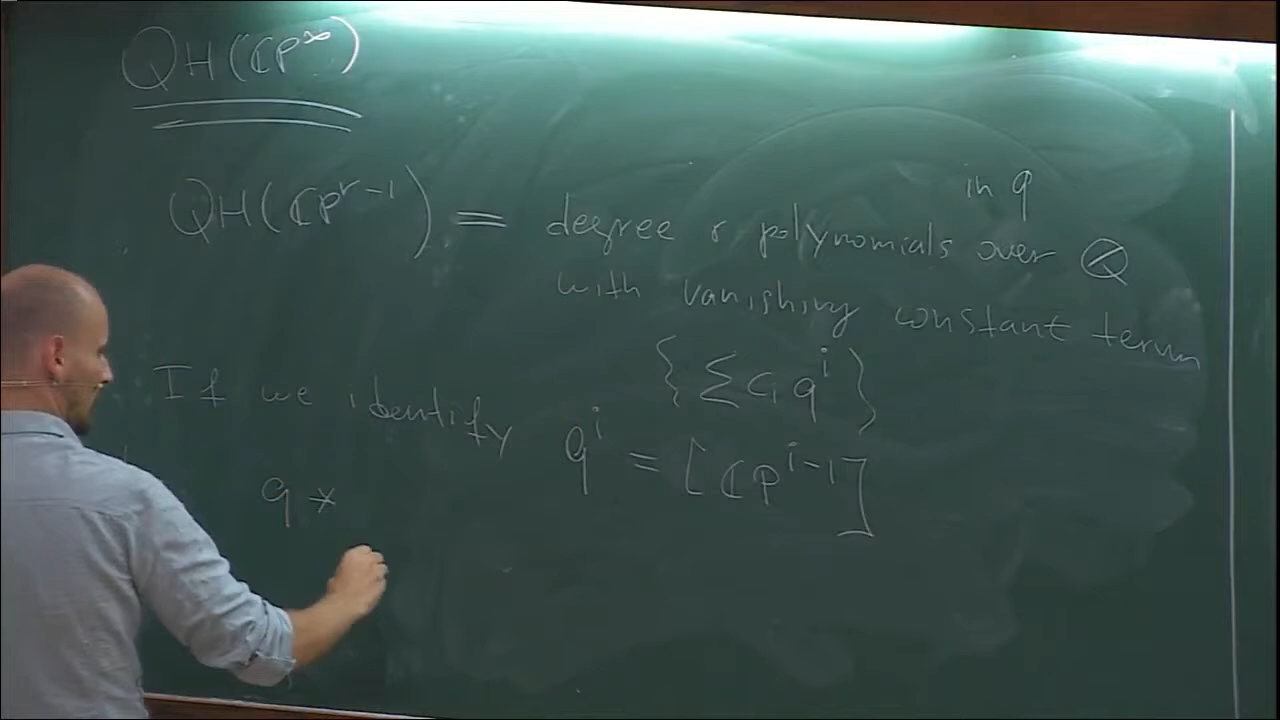 QH(ℂP^∞)
in q
QH(ℂP^{r-1}) = degree r polynomials over ℚ
with vanishing constant term
{ Σ c_i q^i }
If we identify q^i = [ℂP^{i-1}]
q *